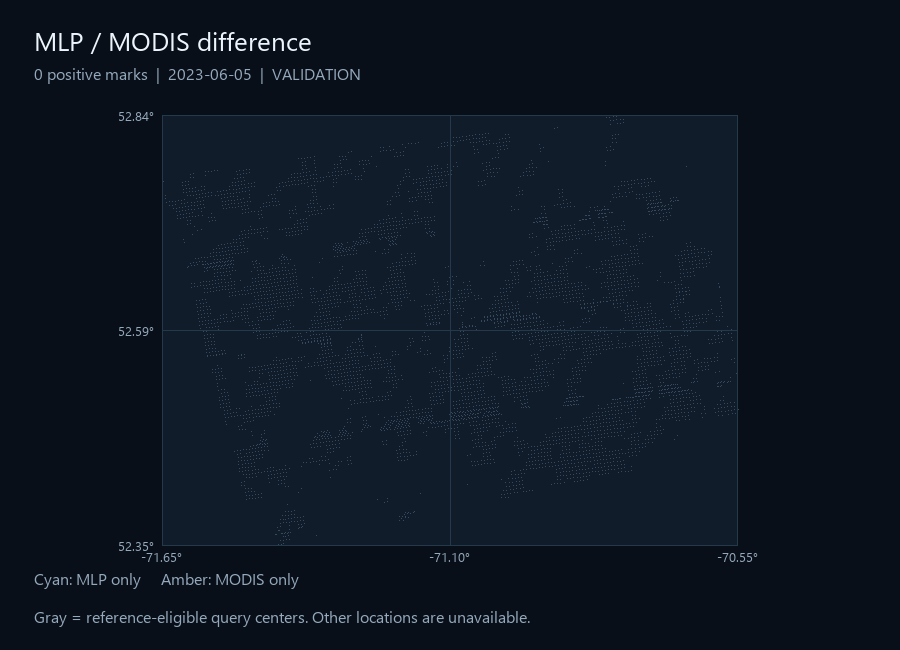 MLP / MODIS difference
0 positive marks | 2023-06-05 | VALIDATION
52.84°
52.59°
52.35°
-71.65° -71.10° -70.55°
Cyan: MLP only Amber: MODIS only
Gray = reference-eligible query centers. Other locations are unavailable.